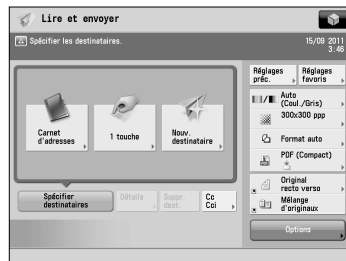 Lire et envoyer
Spécifier les destinataires.
15/09 2011
3:46
Réglages préc.
Réglages favoris
Carnet d'adresses
1 touche
Nouv. destinataire
Auto (Coul./Gris)
300x300 ppp
Format auto
PDF (Compact)
Original recto verso
Mélange d'originaux
Spécifier destinataires
Détails
Suppr. dest.
Cc Cci
Options